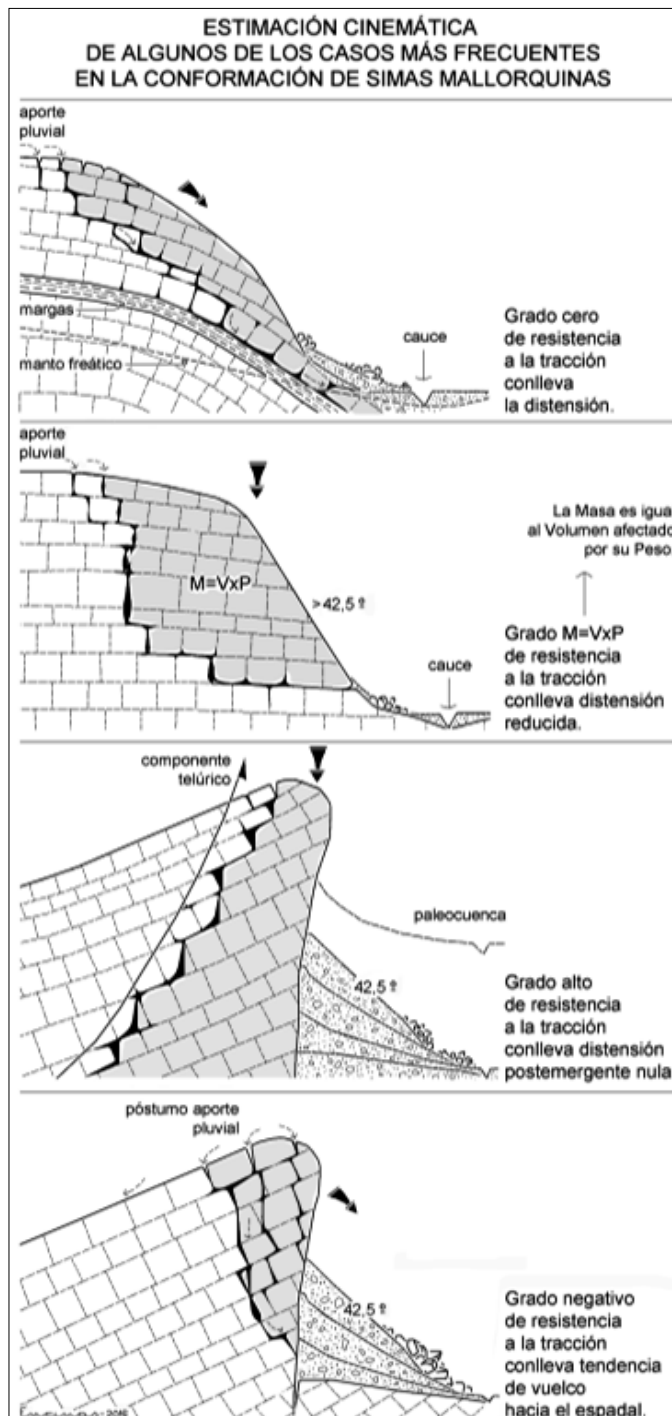 ESTIMACIÓN CINEMÁTICA
DE ALGUNOS DE LOS CASOS MÁS FRECUENTES
EN LA CONFORMACIÓN DE SIMAS MALLORQUINAS
aporte
pluvial
margas
manto freático
cauce
Grado cero
de resistencia
a la tracción
conlleva
la distensión.
aporte
pluvial
M=VxP
>42,5º
cauce
La Masa es igua
al Volumen afectado
por su Peso
Grado M=VxP
de resistencia
a la tracción
conlleva distensión
reducida.
componente
telúrico
paleocuenca
42,5º
Grado alto
de resistencia
a la tracción
conlleva distensión
postemergente nula
póstumo aporte
pluvial
42,5º
Grado negativo
de resistencia
a la tracción
conlleva tendencia
de vuelco
hacia el espadal.